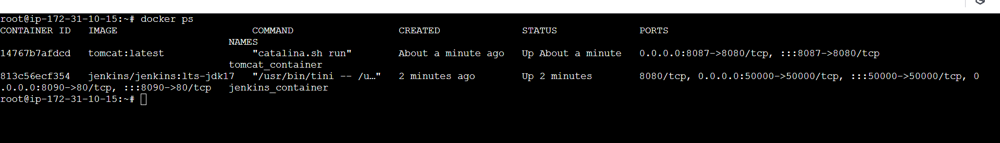 root@ip-172-31-10-15:~# docker ps
CONTAINER ID   IMAGE                       COMMAND                  CREATED              STATUS              PORTS
                                       NAMES
14767b7afdcd   tomcat:latest               "catalina.sh run"        About a minute ago   Up About a minute   0.0.0.0:8087->8080/tcp, :::8087->8080/tcp
                                       tomcat_container
813c56ecf354   jenkins/jenkins:lts-jdk17   "/usr/bin/tini -- /u…"   2 minutes ago        Up 2 minutes        8080/tcp, 0.0.0.0:50000->50000/tcp, :::50000->50000/tcp, 0
.0.0.0:8090->80/tcp, :::8090->80/tcp   jenkins_container
root@ip-172-31-10-15:~#